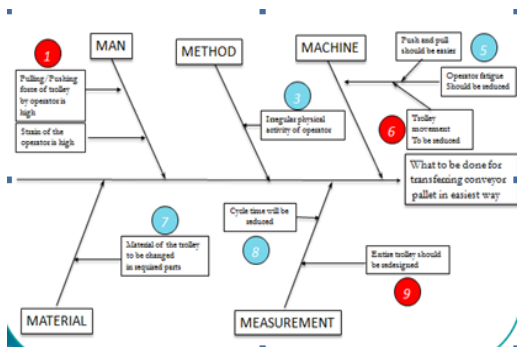 1
MAN
METHOD
MACHINE
Push and pull
should be easier
5
Pulling/Pushing
force of trolley
by operator is
high
Operator fatigue
Should be reduced
3
Irregular physical
activity of operator
Strain of the
operator is high
6
Trolley
movement
To be reduced
What to be done for
transferring conveyor
pallet in easiest way
7
Cycle time will be
reduced
8
Material of the trolley
to be changed
in required parts
Entire trolley should
be redesigned
9
MATERIAL
MEASUREMENT